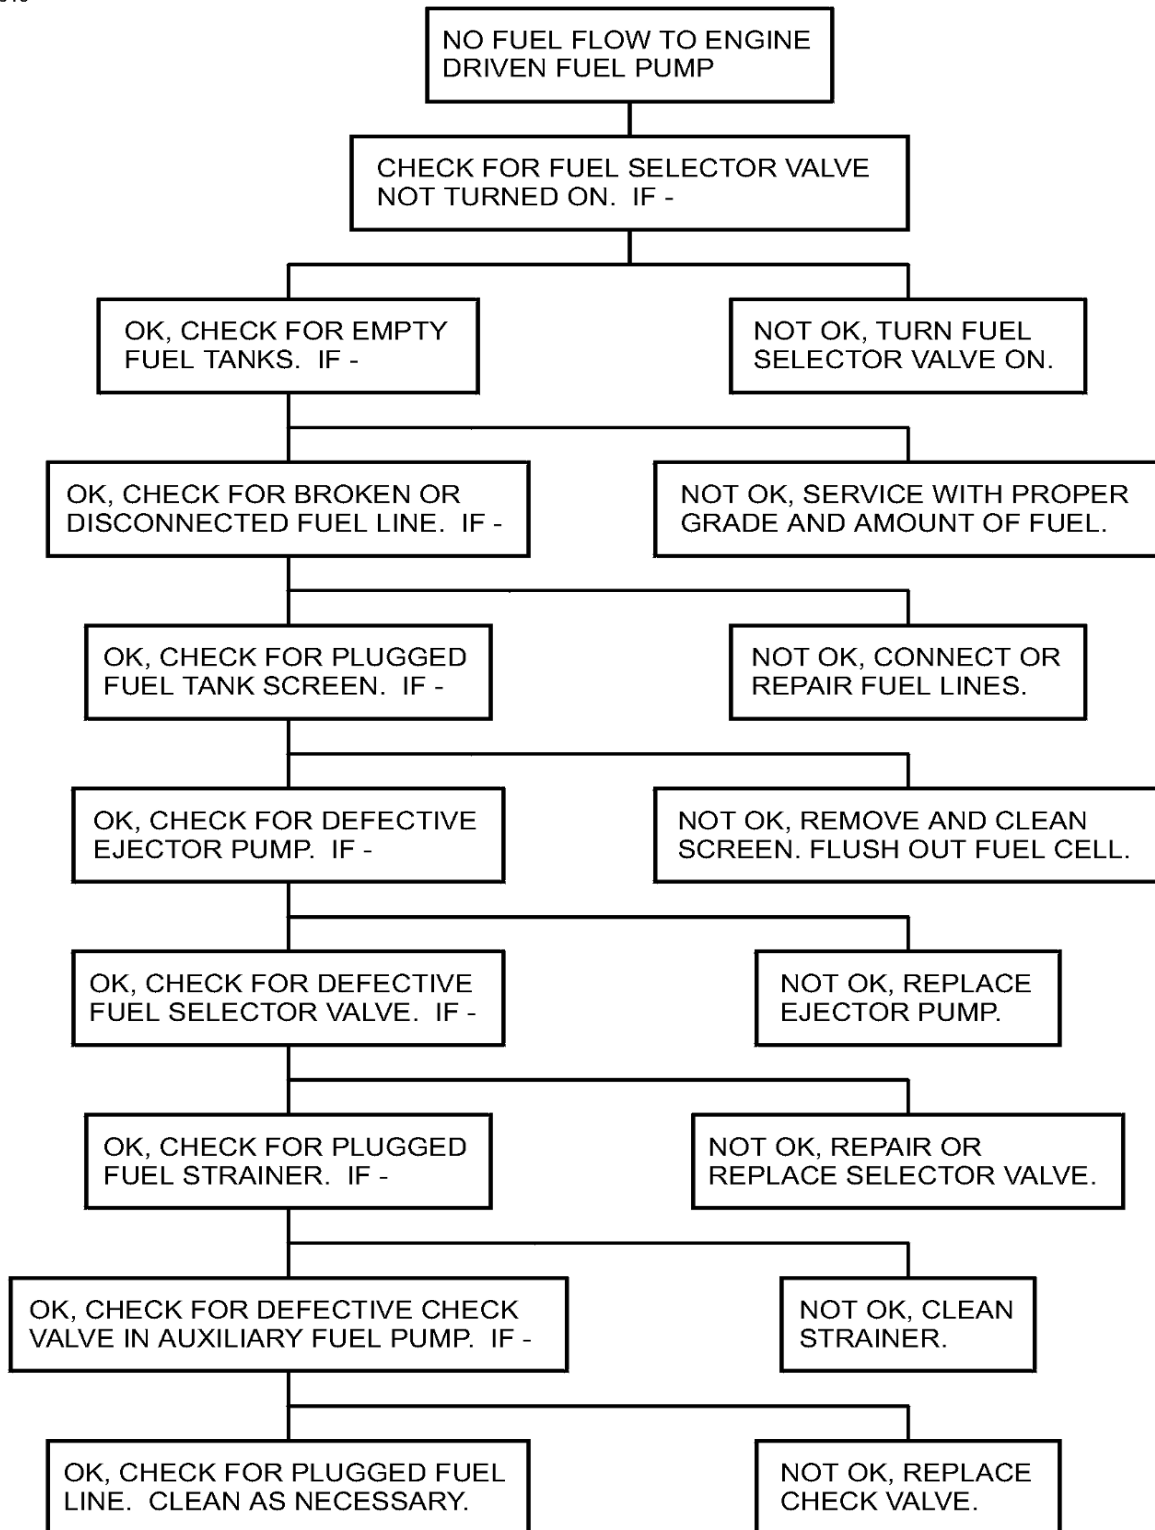 NO FUEL FLOW TO ENGINE
DRIVEN FUEL PUMP
CHECK FOR FUEL SELECTOR VALVE
NOT TURNED ON. IF -
OK, CHECK FOR EMPTY
FUEL TANKS. IF -
NOT OK, TURN FUEL
SELECTOR VALVE ON.
OK, CHECK FOR BROKEN OR
DISCONNECTED FUEL LINE. IF -
NOT OK, SERVICE WITH PROPER
GRADE AND AMOUNT OF FUEL.
OK, CHECK FOR PLUGGED
FUEL TANK SCREEN. IF -
NOT OK, CONNECT OR
REPAIR FUEL LINES.
OK, CHECK FOR DEFECTIVE
EJECTOR PUMP. IF -
NOT OK, REMOVE AND CLEAN
SCREEN. FLUSH OUT FUEL CELL.
OK, CHECK FOR DEFECTIVE
FUEL SELECTOR VALVE. IF -
NOT OK, REPLACE
EJECTOR PUMP.
OK, CHECK FOR PLUGGED
FUEL STRAINER. IF -
NOT OK, REPAIR OR
REPLACE SELECTOR VALVE.
OK, CHECK FOR DEFECTIVE CHECK
VALVE IN AUXILIARY FUEL PUMP. IF -
NOT OK, CLEAN
STRAINER.
OK, CHECK FOR PLUGGED FUEL
LINE. CLEAN AS NECESSARY.
NOT OK, REPLACE
CHECK VALVE.